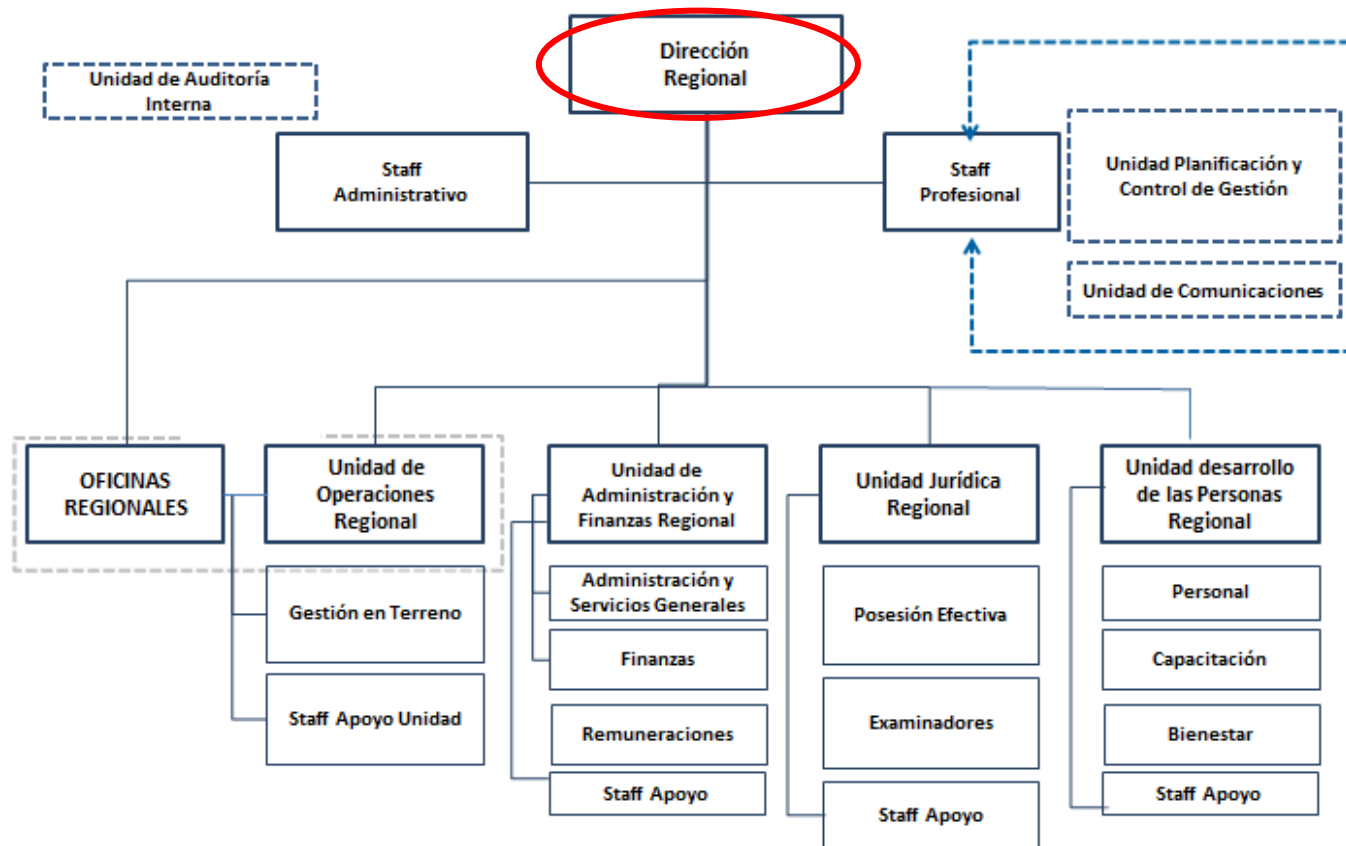 Dirección
Regional
Unidad de Auditoría
Interna
Staff
Administrativo
Staff
Profesional
Unidad Planificación y
Control de Gestión
Unidad de Comunicaciones
OFICINAS
REGIONALES
Unidad de
Operaciones
Regional
Unidad de
Administración y
Finanzas Regional
Unidad Jurídica
Regional
Unidad desarrollo
de las Personas
Regional
Gestión en Terreno
Staff Apoyo Unidad
Administración y
Servicios Generales
Finanzas
Remuneraciones
Staff Apoyo
Posesión Efectiva
Examinadores
Staff Apoyo
Personal
Capacitación
Bienestar
Staff Apoyo